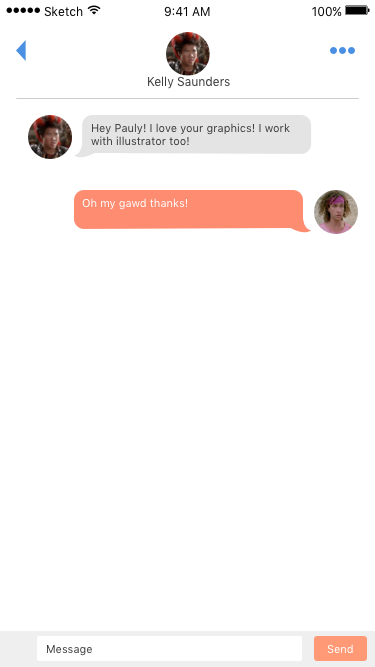 Sketch 9:41 AM 100%
Kelly Saunders
Hey Pauly! I love your graphics! I work
with illustrator too!
Oh my gawd thanks!
Message Send